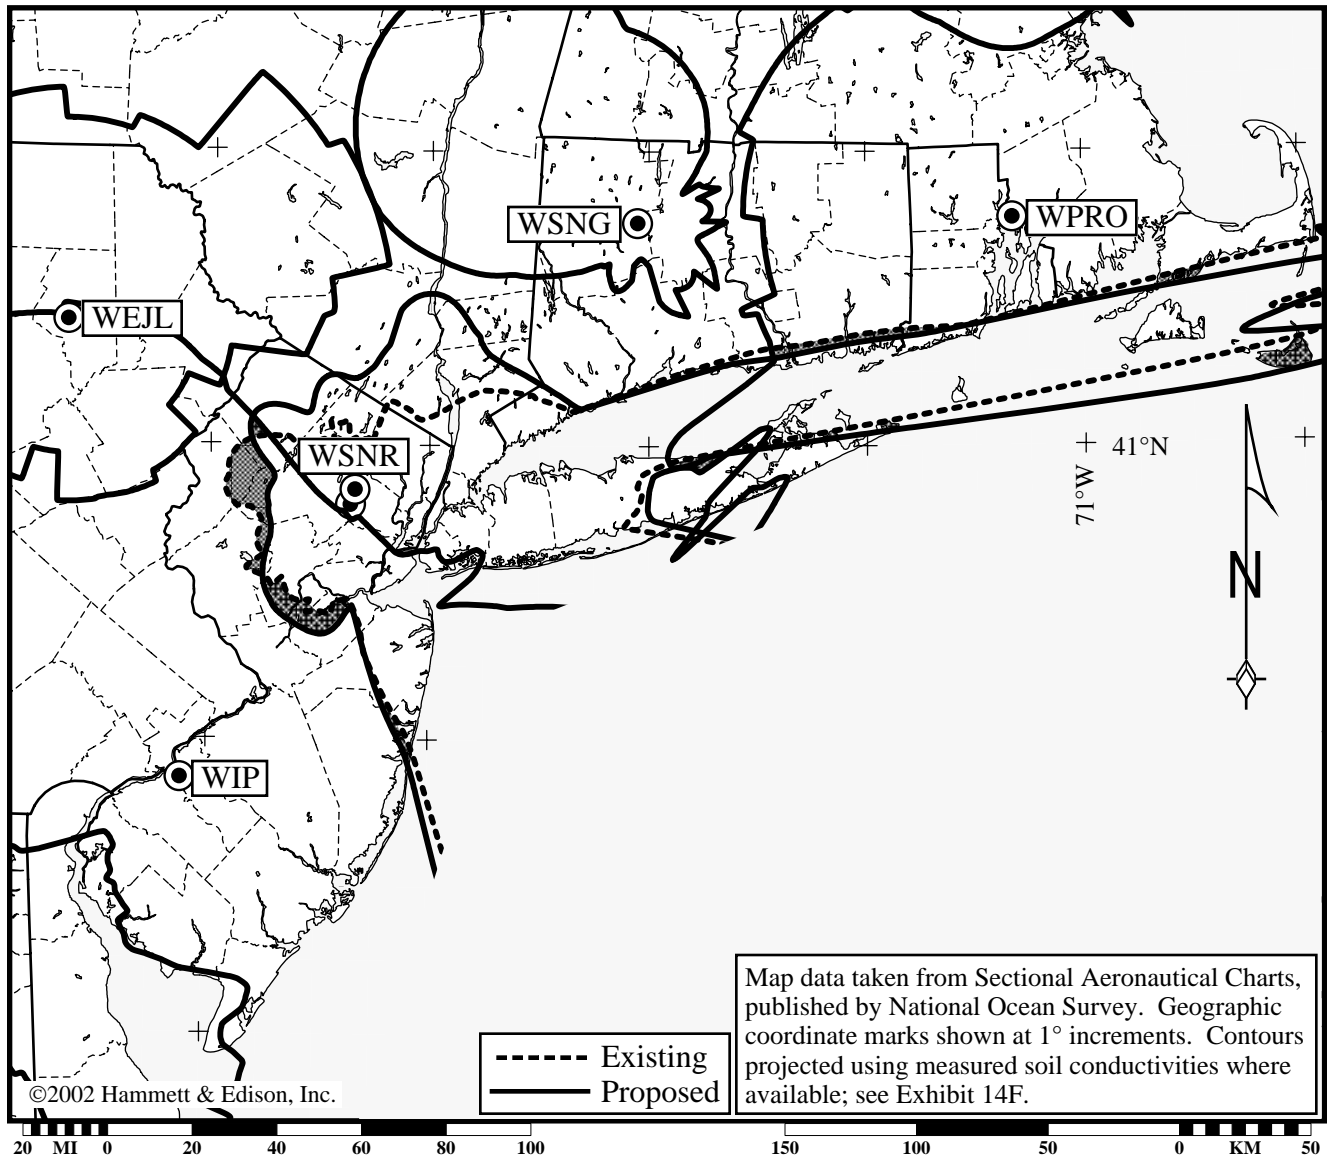 WSNG
WPRO
WEJL
WSNR
41°N
71°W
N
WIP
Map data taken from Sectional Aeronautical Charts,
published by National Ocean Survey. Geographic
coordinate marks shown at 1° increments. Contours
projected using measured soil conductivities where
available; see Exhibit 14F.
Existing
Proposed
©2002 Hammett & Edison, Inc.
20 MI 0 20 40 60 80 100 150 100 50 0 KM 50